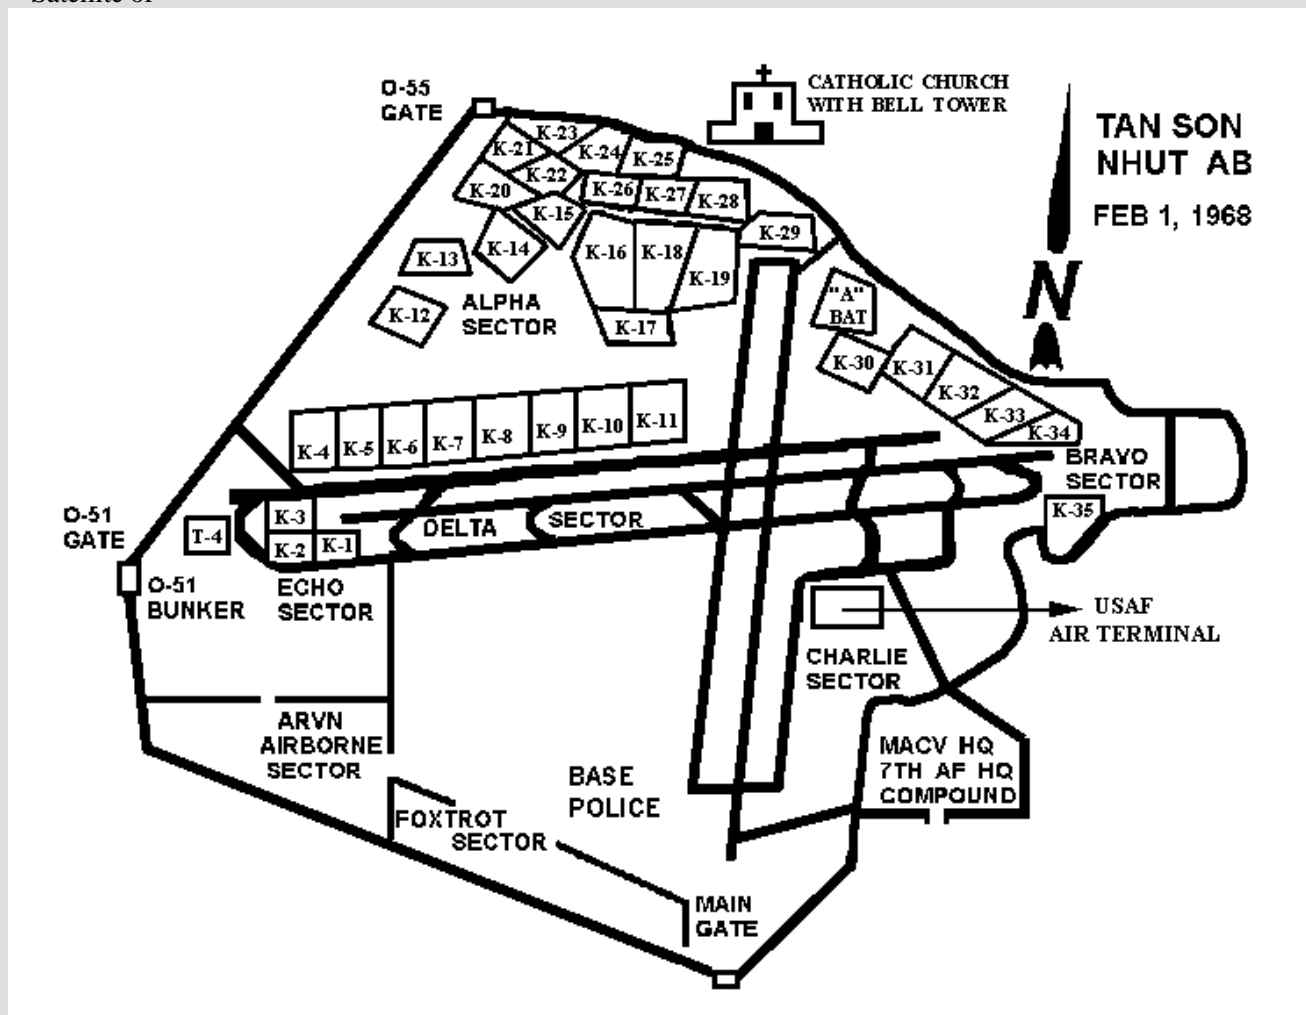 Satellite of
O-55
GATE
CATHOLIC CHURCH
WITH BELL TOWER
TAN SON
NHUT AB
FEB 1, 1968
N
K-23
K-21
K-24
K-25
K-22
K-20
K-26
K-27
K-28
K-15
K-29
K-14
K-16
K-18
K-19
K-13
K-12
ALPHA
SECTOR
K-17
"A"
BAT
K-30
K-31
K-32
K-33
K-34
K-4
K-5
K-6
K-7
K-8
K-9
K-10
K-11
BRAVO
SECTOR
K-35
O-51
GATE
T-4
K-3
K-2
K-1
DELTA
SECTOR
O-51
BUNKER
ECHO
SECTOR
USAF
AIR TERMINAL
CHARLIE
SECTOR
ARVN
AIRBORNE
SECTOR
MACV HQ
7TH AF HQ
COMPOUND
BASE
POLICE
FOXTROT
SECTOR
MAIN
GATE